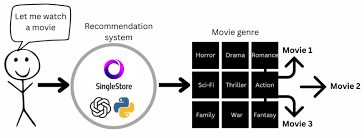 Let me watch
a movie
Recommendation
system
SingleStore
Movie genre
Horror
Drama
Romance
Sci-Fi
Thriller
Action
Family
War
Fantasy
Movie 1
Movie 2
Movie 3